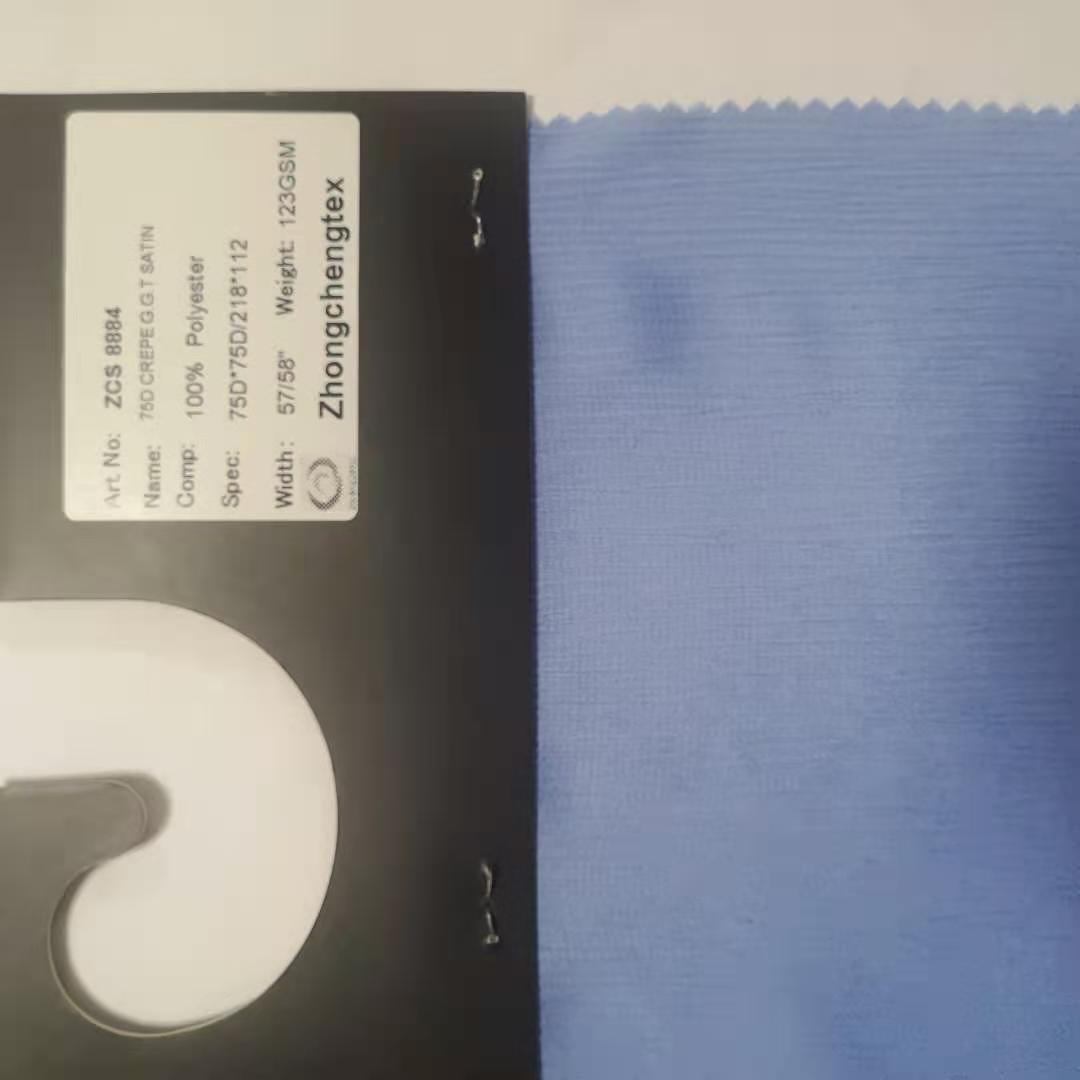 Art No: ZCS 8884
Name: 75D CREPE G.G.T SATIN
Comp: 100% Polyester
Spec: 75D*75D/218*112
Width: 57/58" Weight: 123GSM
Zhongchengtex